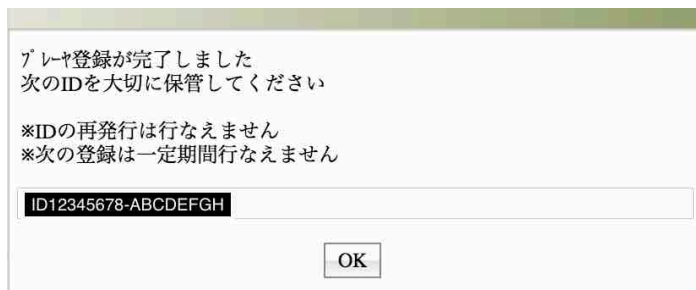 ﾌﾟﾚｰﾔ登録が完了しました
次のIDを大切に保管してください
※IDの再発行は行なえません
※次の登録は一定期間行なえません
ID12345678-ABCDEFGH
OK